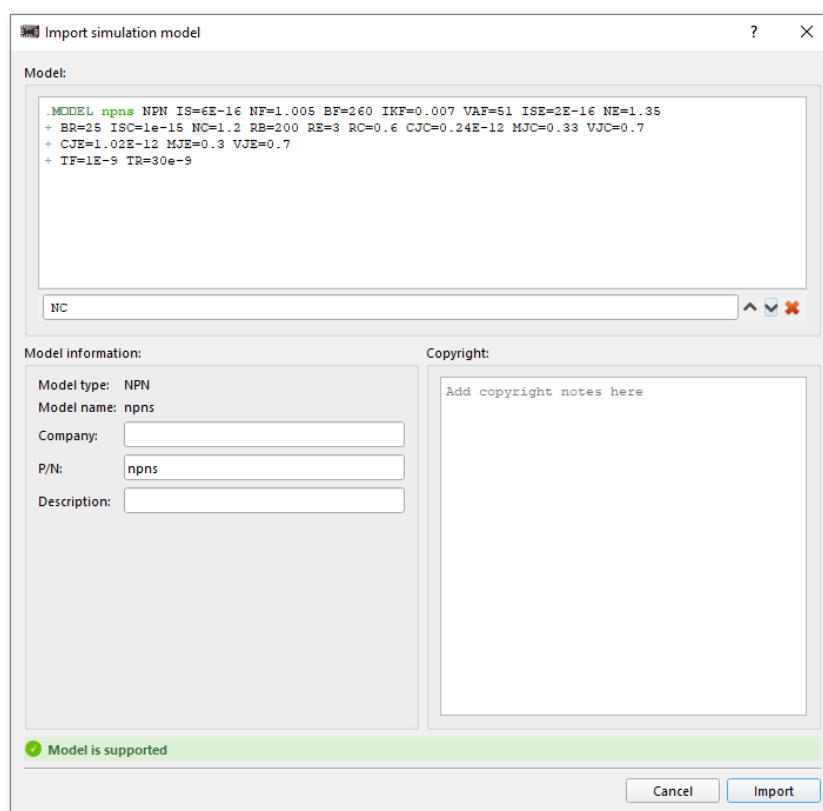 Import simulation model
?
Model:
.MODEL npns NPN IS=6E-16 NF=1.005 BF=260 IKF=0.007 VAF=51 ISE=2E-16 NE=1.35
+ BR=25 ISC=1e-15 NC=1.2 RB=200 RE=3 RC=0.6 CJC=0.24E-12 MJC=0.33 VJC=0.7
+ CJE=1.02E-12 MJE=0.3 VJE=0.7
+ TF=1E-9 TR=30e-9
NC
Model information:
Model type: NPN
Model name: npns
Company:
P/N: npns
Description:
Copyright:
Add copyright notes here
Model is supported
Cancel
Import